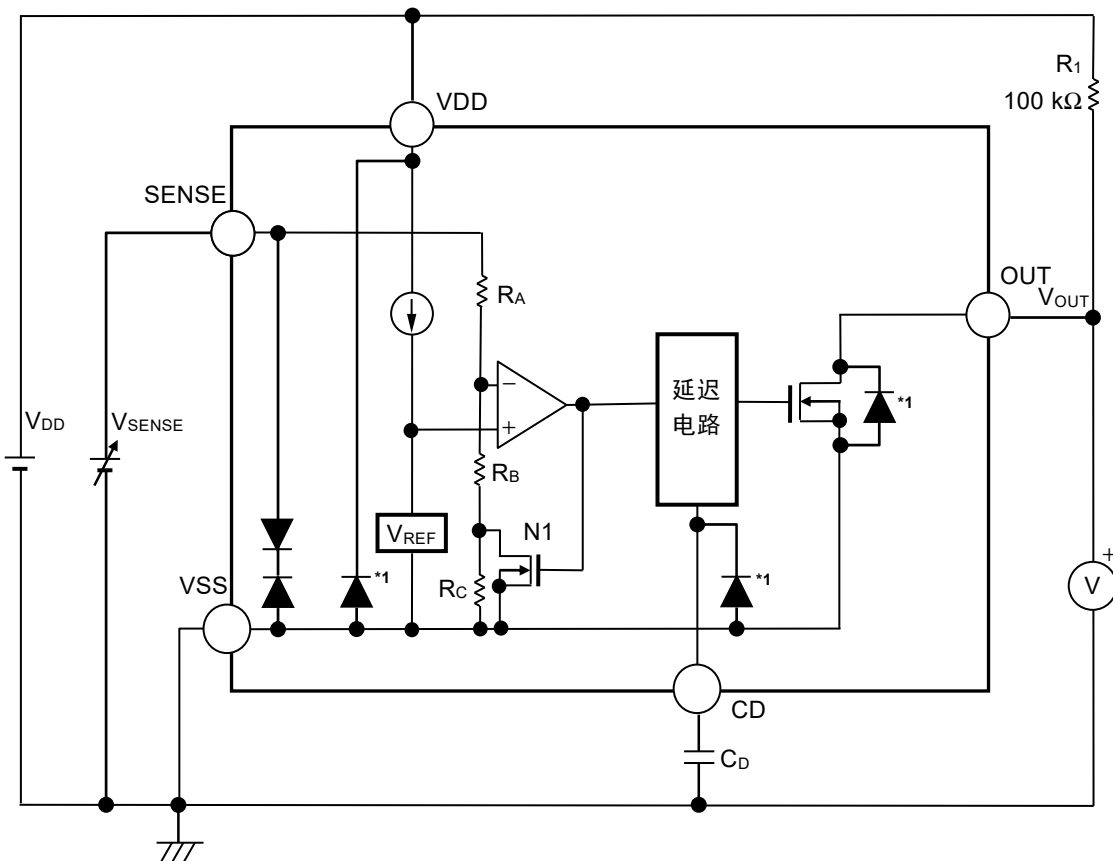 R1
100 kΩ
VDD
SENSE
OUT
VOUT
RA
VDD
VSENSE
−
+
延迟
电路
*1
RB
VREF
N1
VSS
*1
RC
*1
+
V
CD
CD